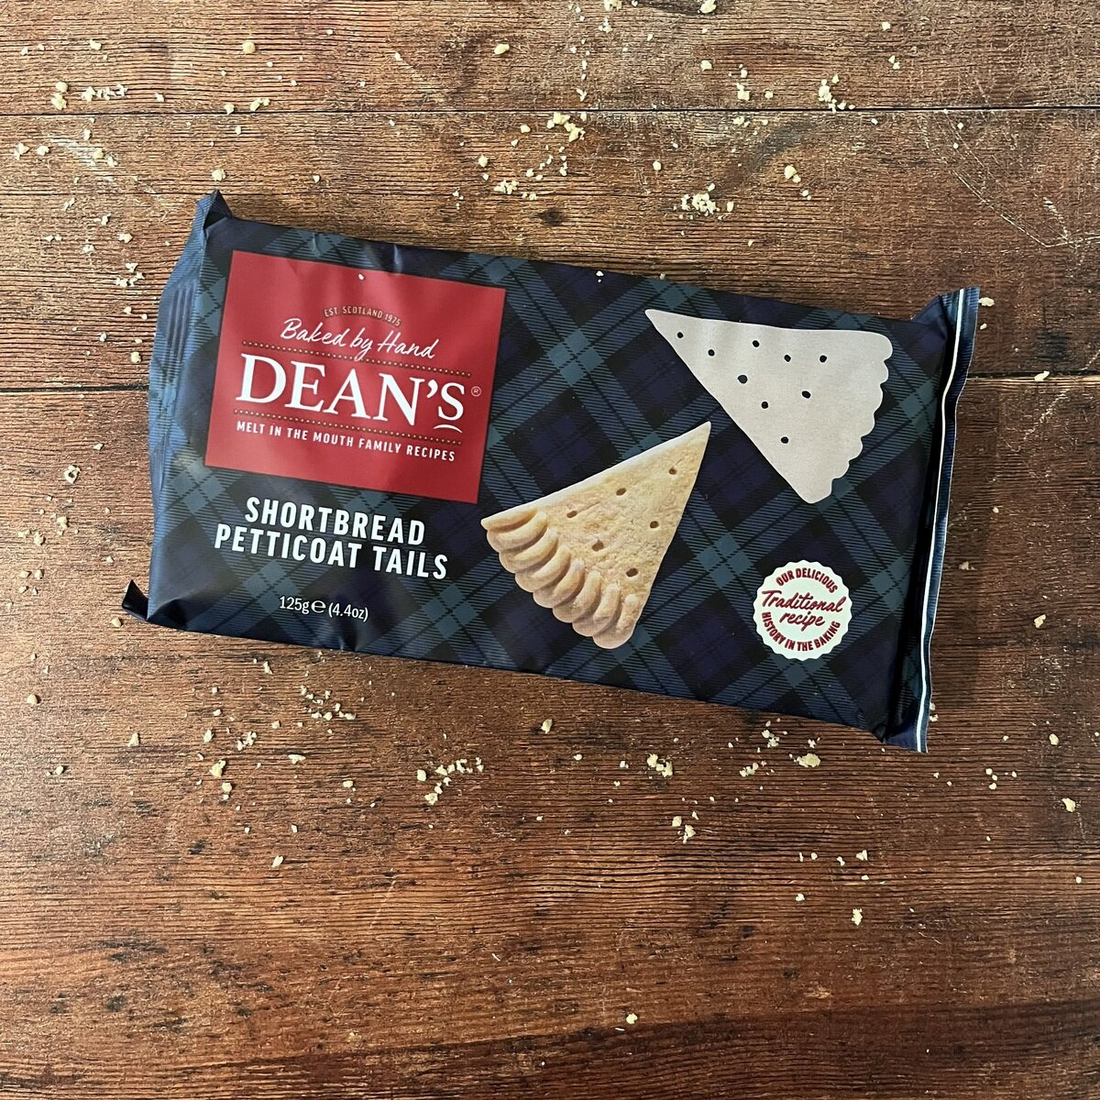 EST. SCOTLAND 1975
Baked by Hand
DEAN'S®
MELT IN THE MOUTH FAMILY RECIPES
SHORTBREAD
PETTICOAT TAILS
125g ℮ (4.4oz)
OUR DELICIOUS
Traditional
recipe
HISTORY IN THE BAKING